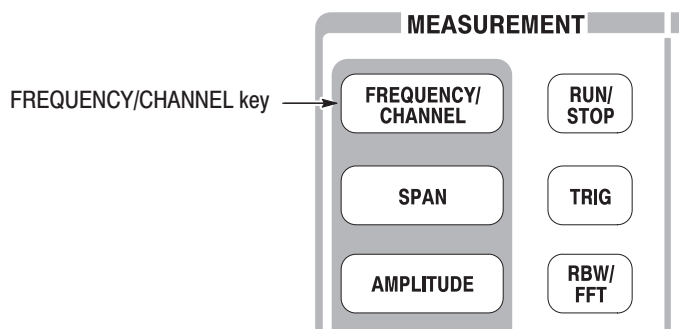 MEASUREMENT
FREQUENCY/CHANNEL key
FREQUENCY/
CHANNEL
RUN/
STOP
SPAN
TRIG
AMPLITUDE
RBW/
FFT